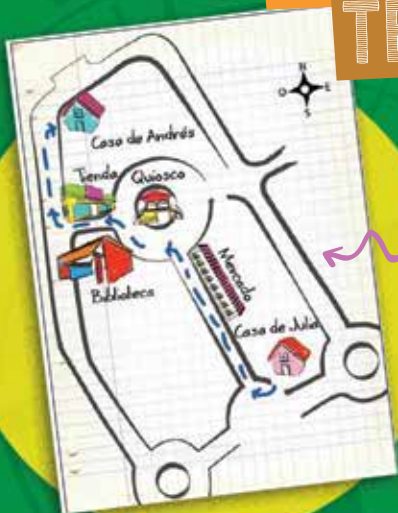 TE
N
O E
S
Casa de Andrés
Tienda
Quiosco
Mercado
Biblioteca
Casa de Julia